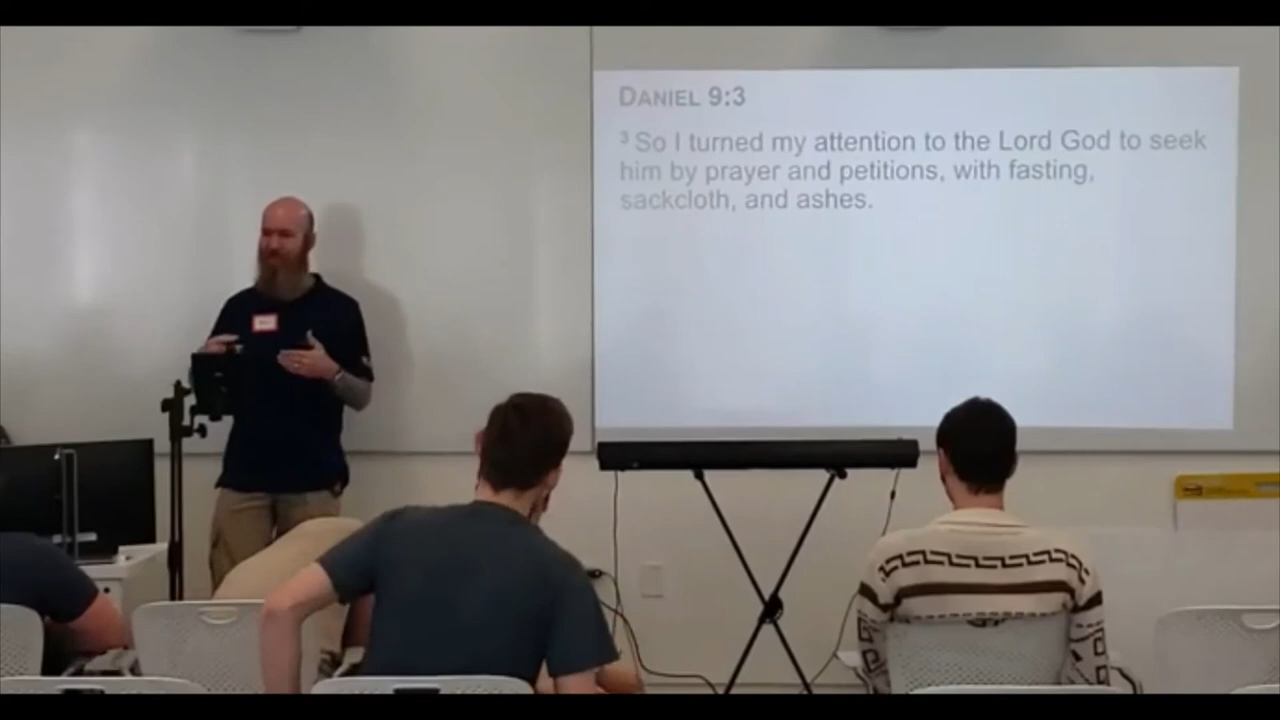 DANIEL 9:3
³ So I turned my attention to the Lord God to seek
him by prayer and petitions, with fasting,
sackcloth, and ashes.